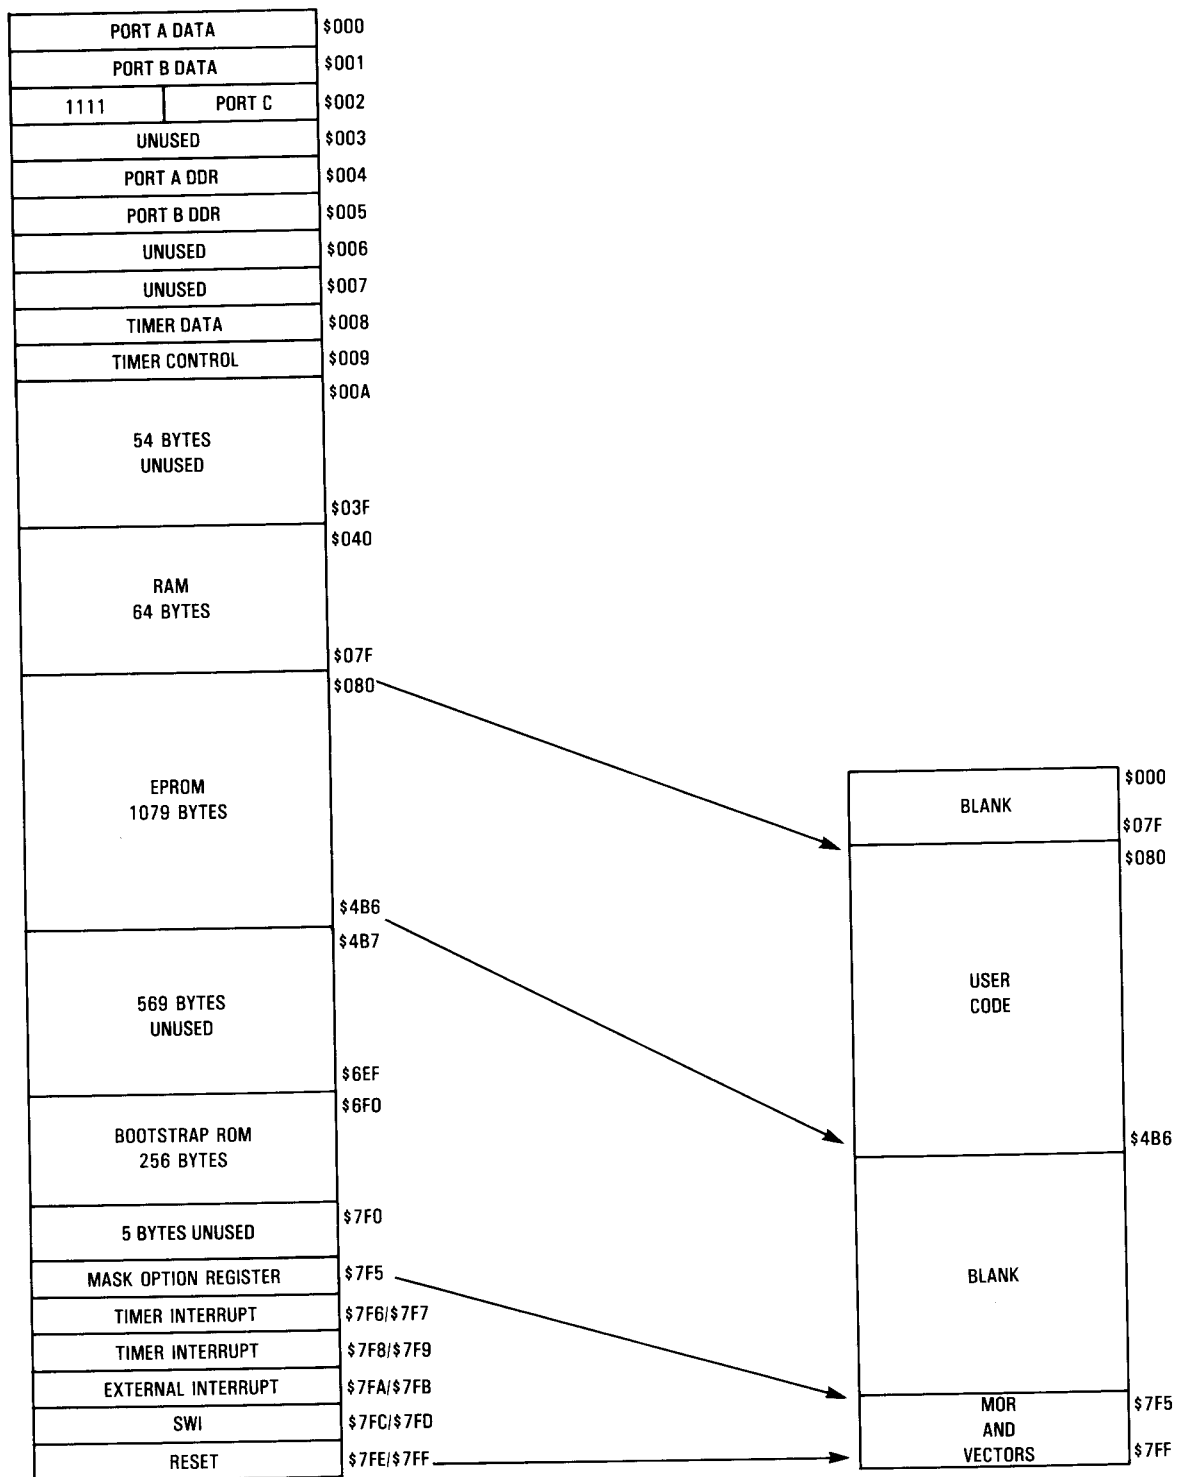 PORT A DATA $000
PORT B DATA $001
1111 PORT C $002
UNUSED $003
PORT A DDR $004
PORT B DDR $005
UNUSED $006
UNUSED $007
TIMER DATA $008
TIMER CONTROL $009
$00A
54 BYTES
UNUSED
$03F
$040
RAM
64 BYTES
$07F
$080
EPROM
1079 BYTES
$4B6
$4B7
569 BYTES
UNUSED
$6EF
$6F0
BOOTSTRAP ROM
256 BYTES
5 BYTES UNUSED $7F0
MASK OPTION REGISTER $7F5
TIMER INTERRUPT $7F6/$7F7
TIMER INTERRUPT $7F8/$7F9
EXTERNAL INTERRUPT $7FA/$7FB
SWI $7FC/$7FD
RESET $7FE/$7FF
$000
BLANK
$07F
$080
USER
CODE
$4B6
BLANK
MOR $7F5
AND
VECTORS $7FF